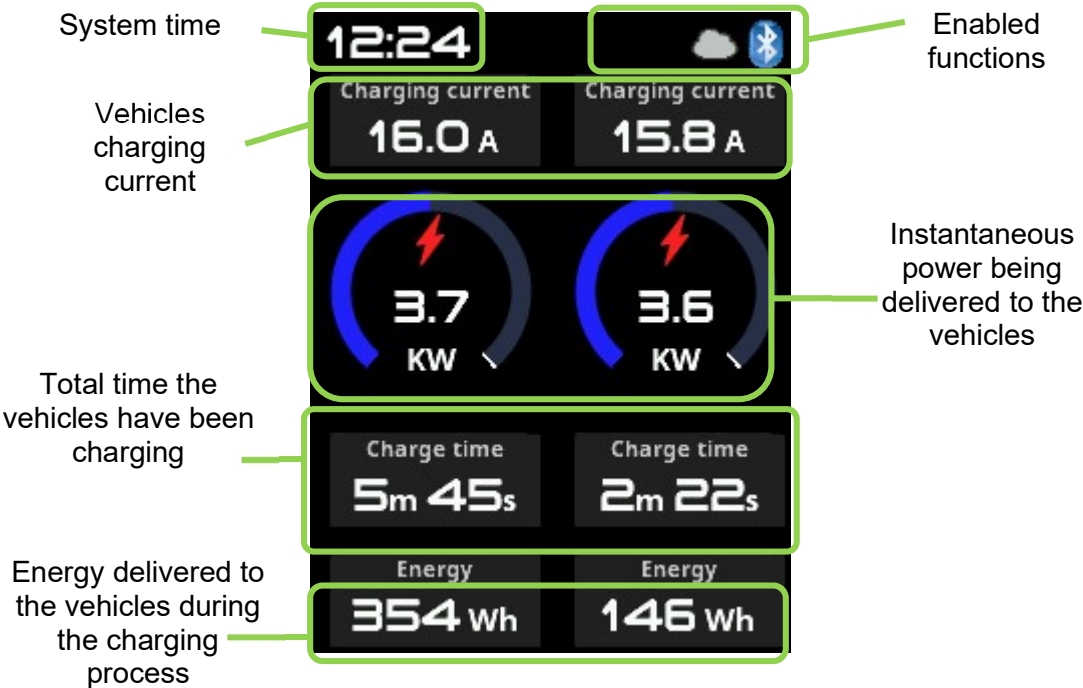 System time
12:24
Enabled
functions
Vehicles
charging
current
Charging current
16.0 A
Charging current
15.8 A
3.7
KW
3.6
KW
Instantaneous
power being
delivered to the
vehicles
Total time the
vehicles have been
charging
Charge time
5m 45s
Charge time
2m 22s
Energy delivered to
the vehicles during
the charging
process
Energy
354 Wh
Energy
146 Wh